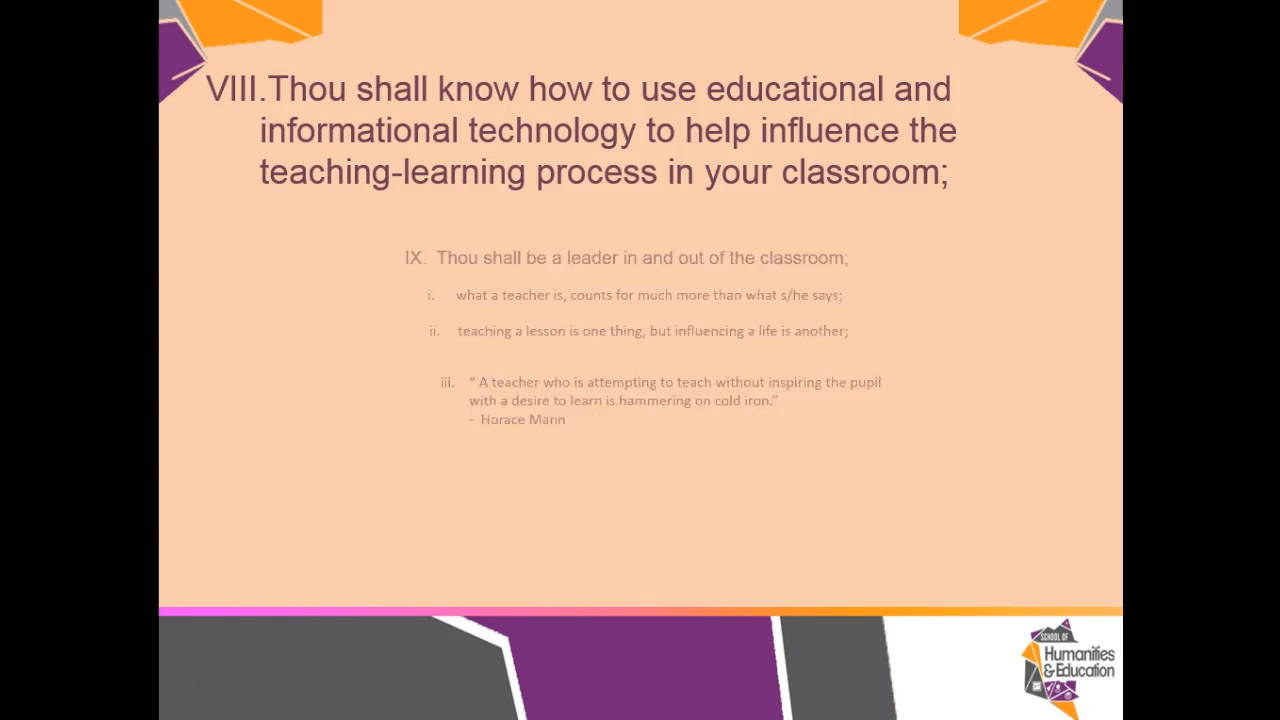 VIII.Thou shall know how to use educational and
informational technology to help influence the
teaching-learning process in your classroom;
IX. Thou shall be a leader in and out of the classroom;
i. what a teacher is, counts for much more than what s/he says;
ii. teaching a lesson is one thing, but influencing a life is another;
iii. “ A teacher who is attempting to teach without inspiring the pupil
with a desire to learn is hammering on cold iron.”
- Horace Mann
SCHOOL OF
Humanities
& Education